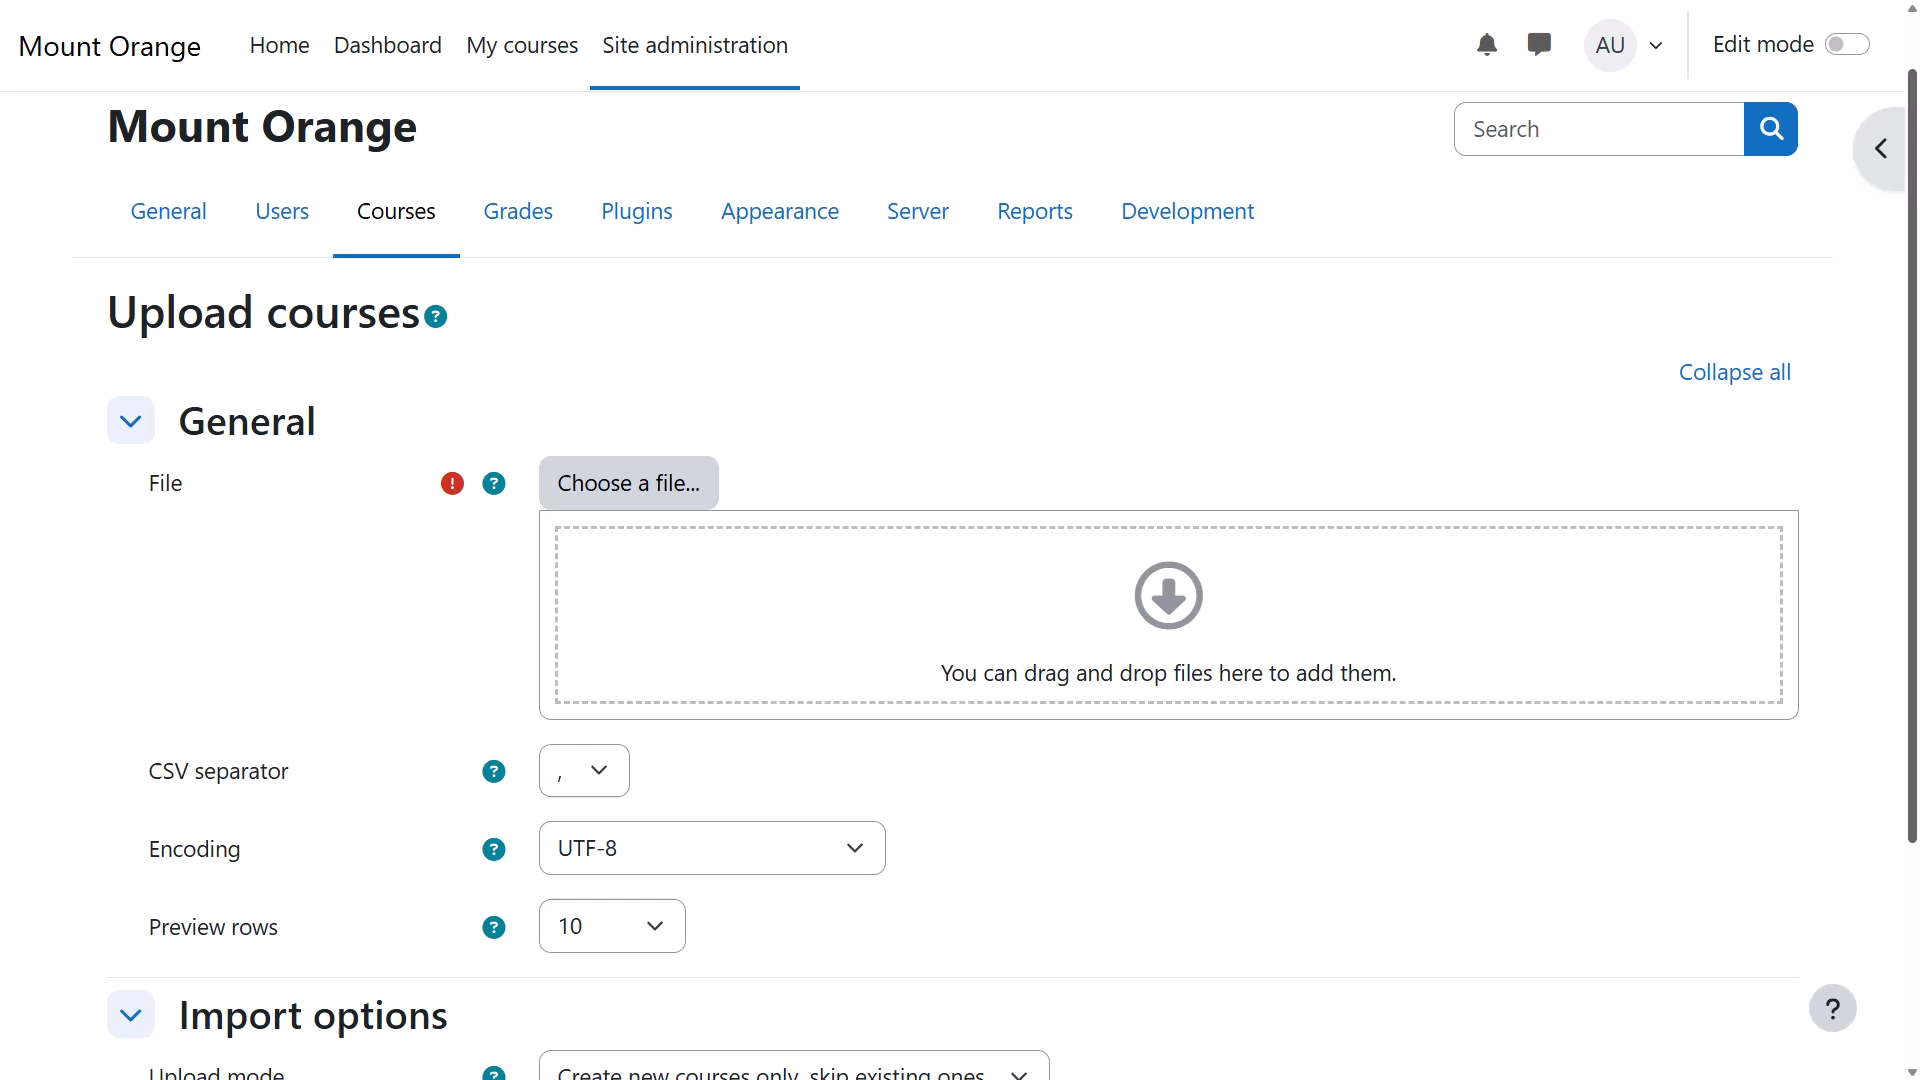 Mount Orange Home Dashboard My courses Site administration AU Edit mode
Mount Orange Search
General Users Courses Grades Plugins Appearance Server Reports Development
Upload courses ?
Collapse all
General
File ! ? Choose a file...
You can drag and drop files here to add them.
CSV separator ? ,
Encoding ? UTF-8
Preview rows ? 10
Import options
?
Upload mode ? Create new courses only, skip existing ones